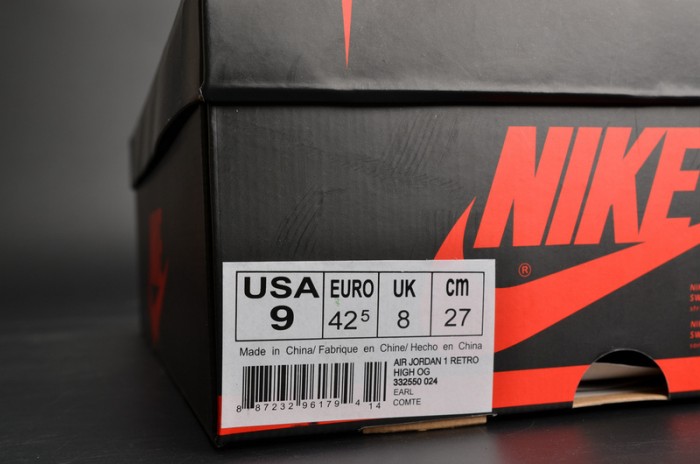 NIKE
®
USA EURO UK cm
9 42 5 8 27
Made in China/ Fabrique en Chine/ Hecho en China
AIR JORDAN 1 RETRO
HIGH OG
332550 024
EARL
COMTE
8 87232 96179 4 14